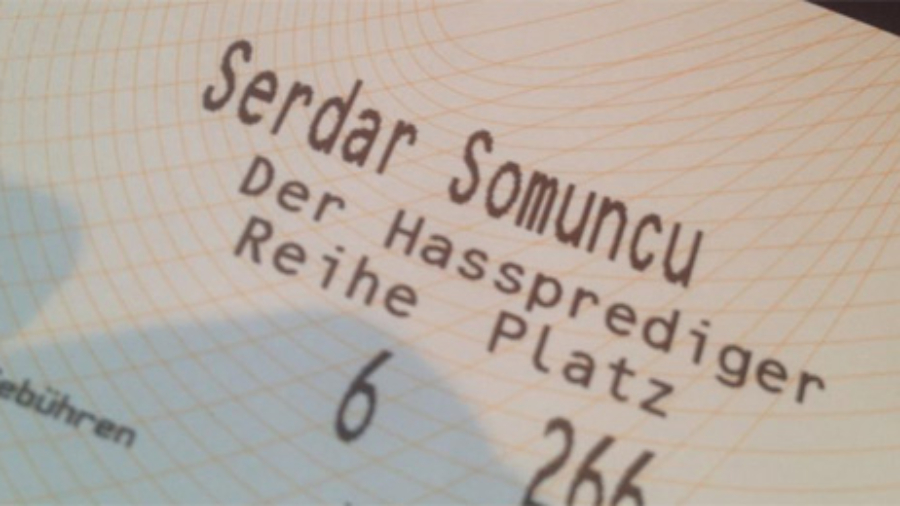 Serdar Somuncu
Der Hassprediger
Reihe Platz
6 266
ebühren